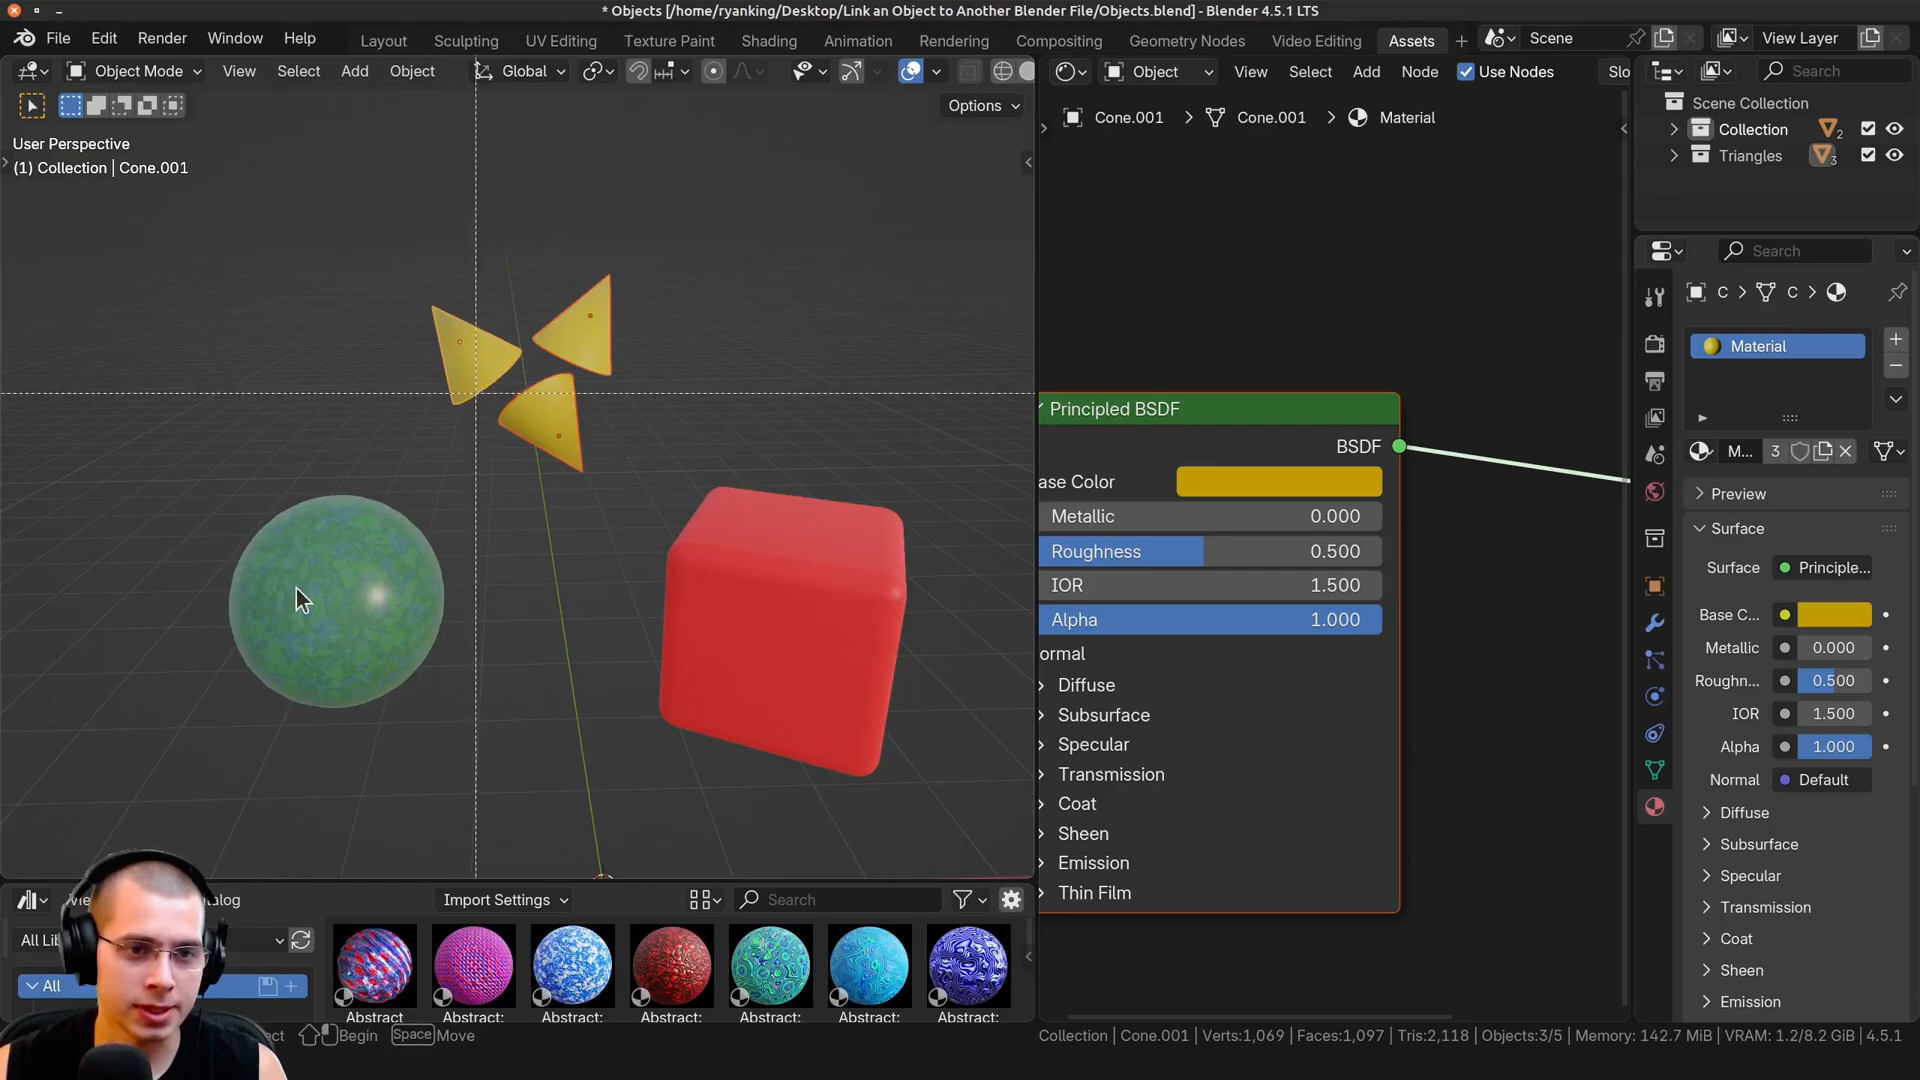 * Objects [/home/ryanking/Desktop/Link an Object to Another Blender File/Objects.blend] - Blender 4.5.1 LTS
File Edit Render Window Help Layout Sculpting UV Editing Texture Paint Shading Animation Rendering Compositing Geometry Nodes Video Editing Assets Scene View Layer
Object Mode View Select Add Object Global
Options
User Perspective
(1) Collection | Cone.001
Object View Select Add Node Use Nodes Slo
Cone.001 Cone.001 Material
Principled BSDF
BSDF
ase Color
Metallic 0.000
Roughness 0.500
IOR 1.500
Alpha 1.000
ormal
Diffuse
Subsurface
Specular
Transmission
Coat
Sheen
Emission
Thin Film
Search
Scene Collection
Collection 2
Triangles 3
Search
C C
Material
M... 3
Preview
Surface
Surface Principle...
Base C...
Metallic 0.000
Roughn... 0.500
IOR 1.500
Alpha 1.000
Normal Default
Diffuse
Subsurface
Specular
Transmission
Coat
Sheen
Emission
Import Settings Search
All Lib
All
Abstract Abstract: Abstract: Abstract: Abstract: Abstract: Abstract:
Begin Space Move
Collection | Cone.001 | Verts:1,069 | Faces:1,097 | Tris:2,118 | Objects:3/5 | Memory: 142.7 MiB | VRAM: 1.2/8.2 GiB | 4.5.1